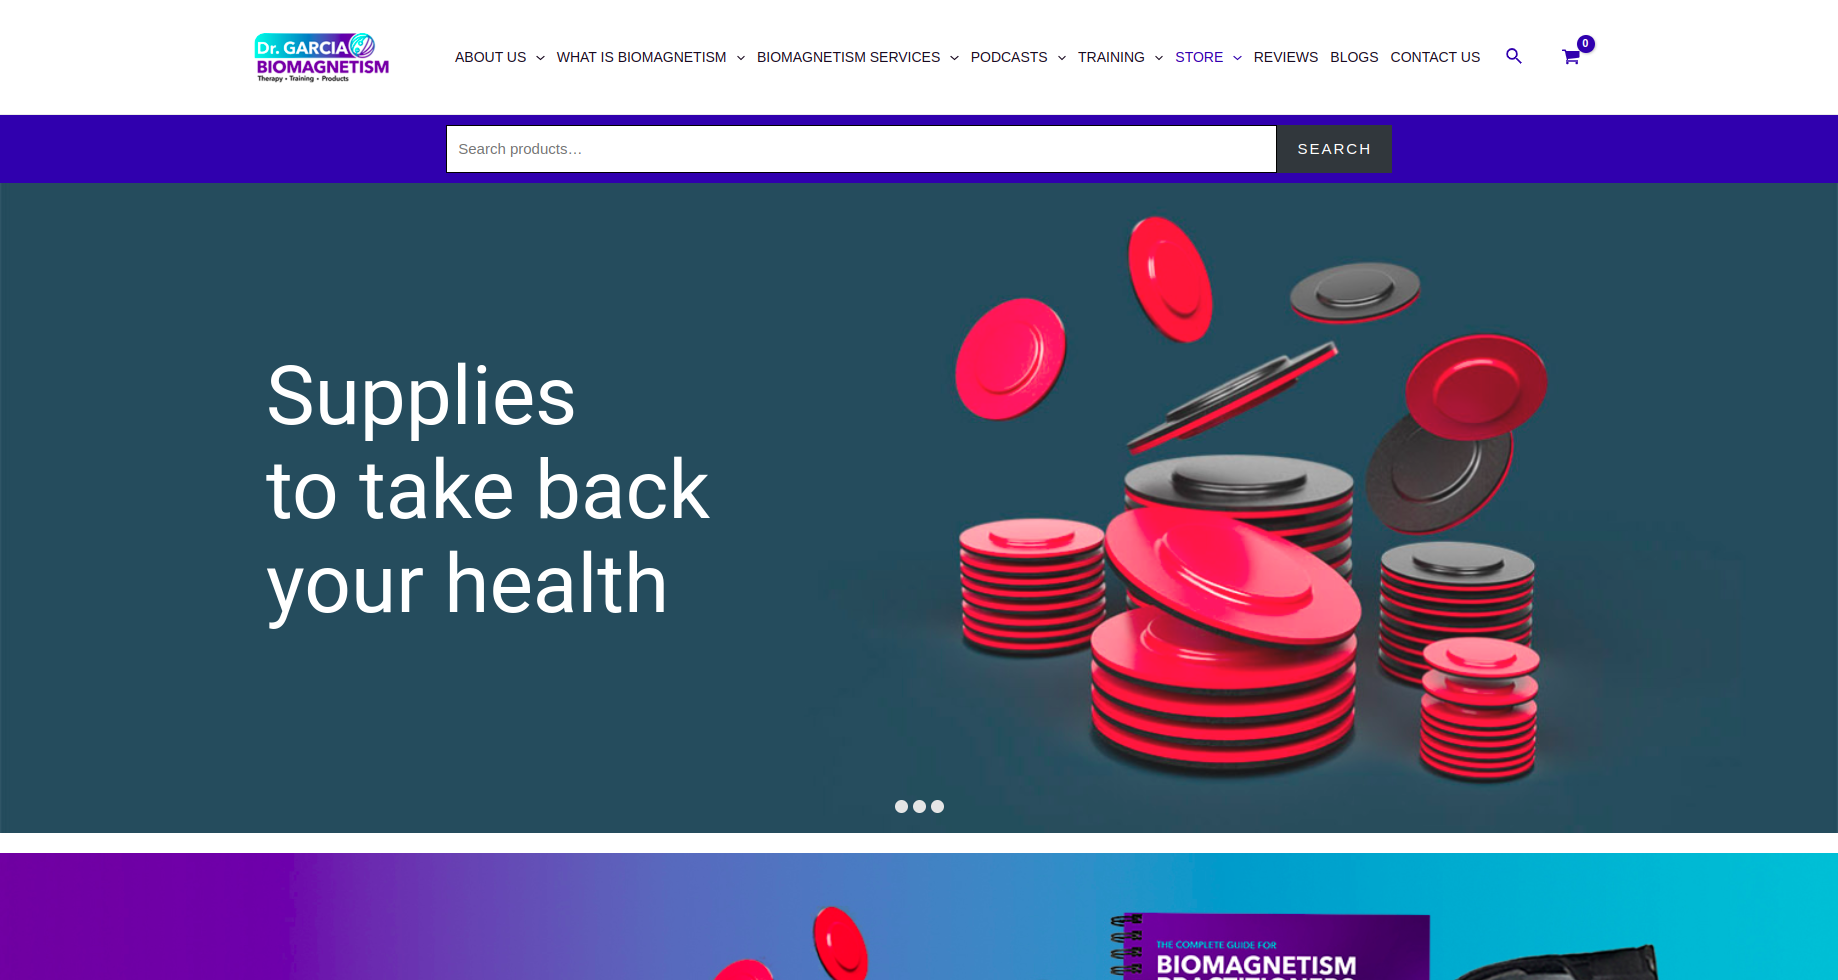 Dr. GARCIA
BIOMAGNETISM
Therapy • Training • Products
ABOUT US
WHAT IS BIOMAGNETISM
BIOMAGNETISM SERVICES
PODCASTS
TRAINING
STORE
REVIEWS
BLOGS
CONTACT US
0
Search products…
SEARCH
Supplies
to take back
your health
THE COMPLETE GUIDE FOR
BIOMAGNETISM
PRACTITIONERS